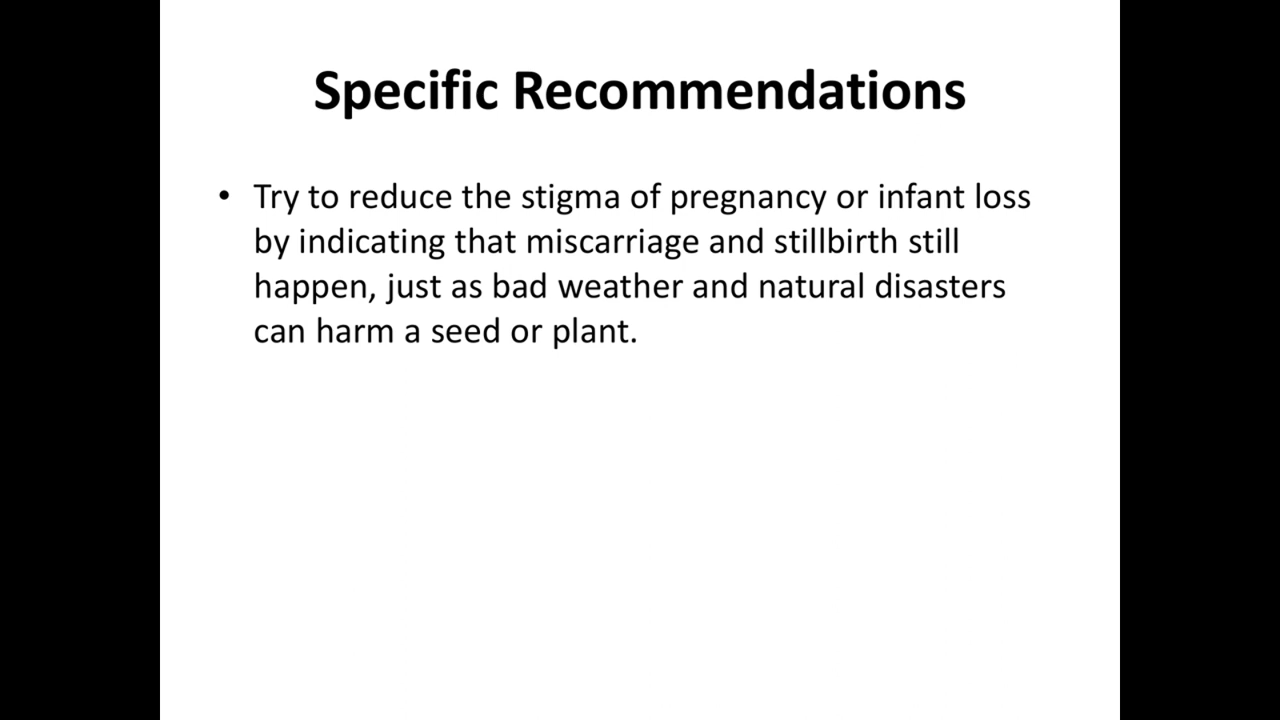 Specific Recommendations
• Try to reduce the stigma of pregnancy or infant loss
by indicating that miscarriage and stillbirth still
happen, just as bad weather and natural disasters
can harm a seed or plant.